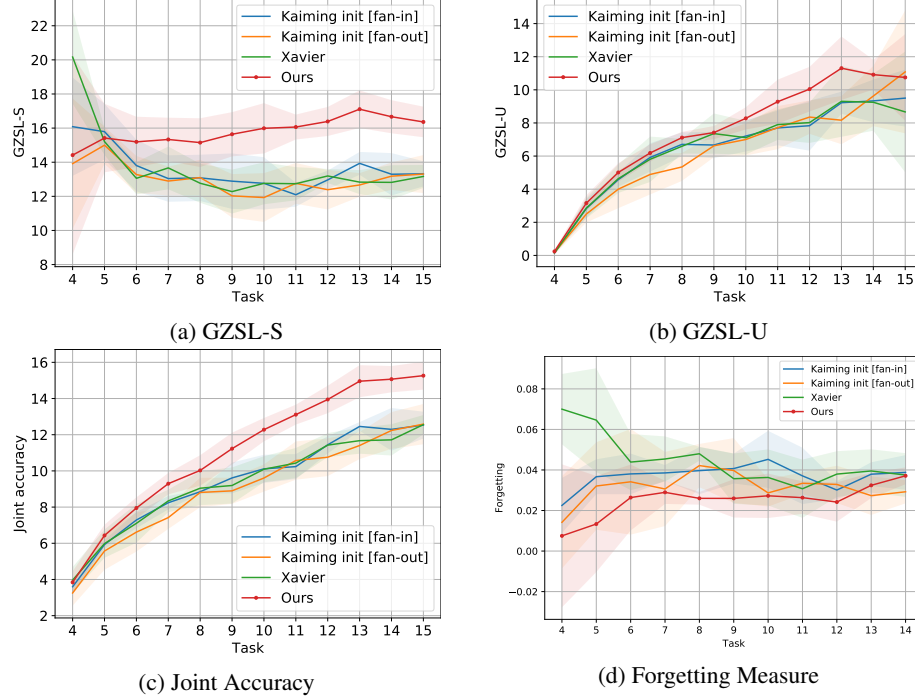 22
20
18
16
14
12
10
8
GZSL-S
Kaiming init [fan-in]
Kaiming init [fan-out]
Xavier
Ours
4 5 6 7 8 9 10 11 12 13 14 15
Task
(a) GZSL-S
14
12
10
8
6
4
2
0
GZSL-U
Kaiming init [fan-in]
Kaiming init [fan-out]
Xavier
Ours
4 5 6 7 8 9 10 11 12 13 14 15
Task
(b) GZSL-U
16
14
12
10
8
6
4
2
Joint accuracy
Kaiming init [fan-in]
Kaiming init [fan-out]
Xavier
Ours
4 5 6 7 8 9 10 11 12 13 14 15
Task
(c) Joint Accuracy
0.08
0.06
0.04
0.02
0.00
−0.02
Forgetting
Kaiming init [fan-in]
Kaiming init [fan-out]
Xavier
Ours
4 5 6 7 8 9 10 11 12 13 14
Task
(d) Forgetting Measure